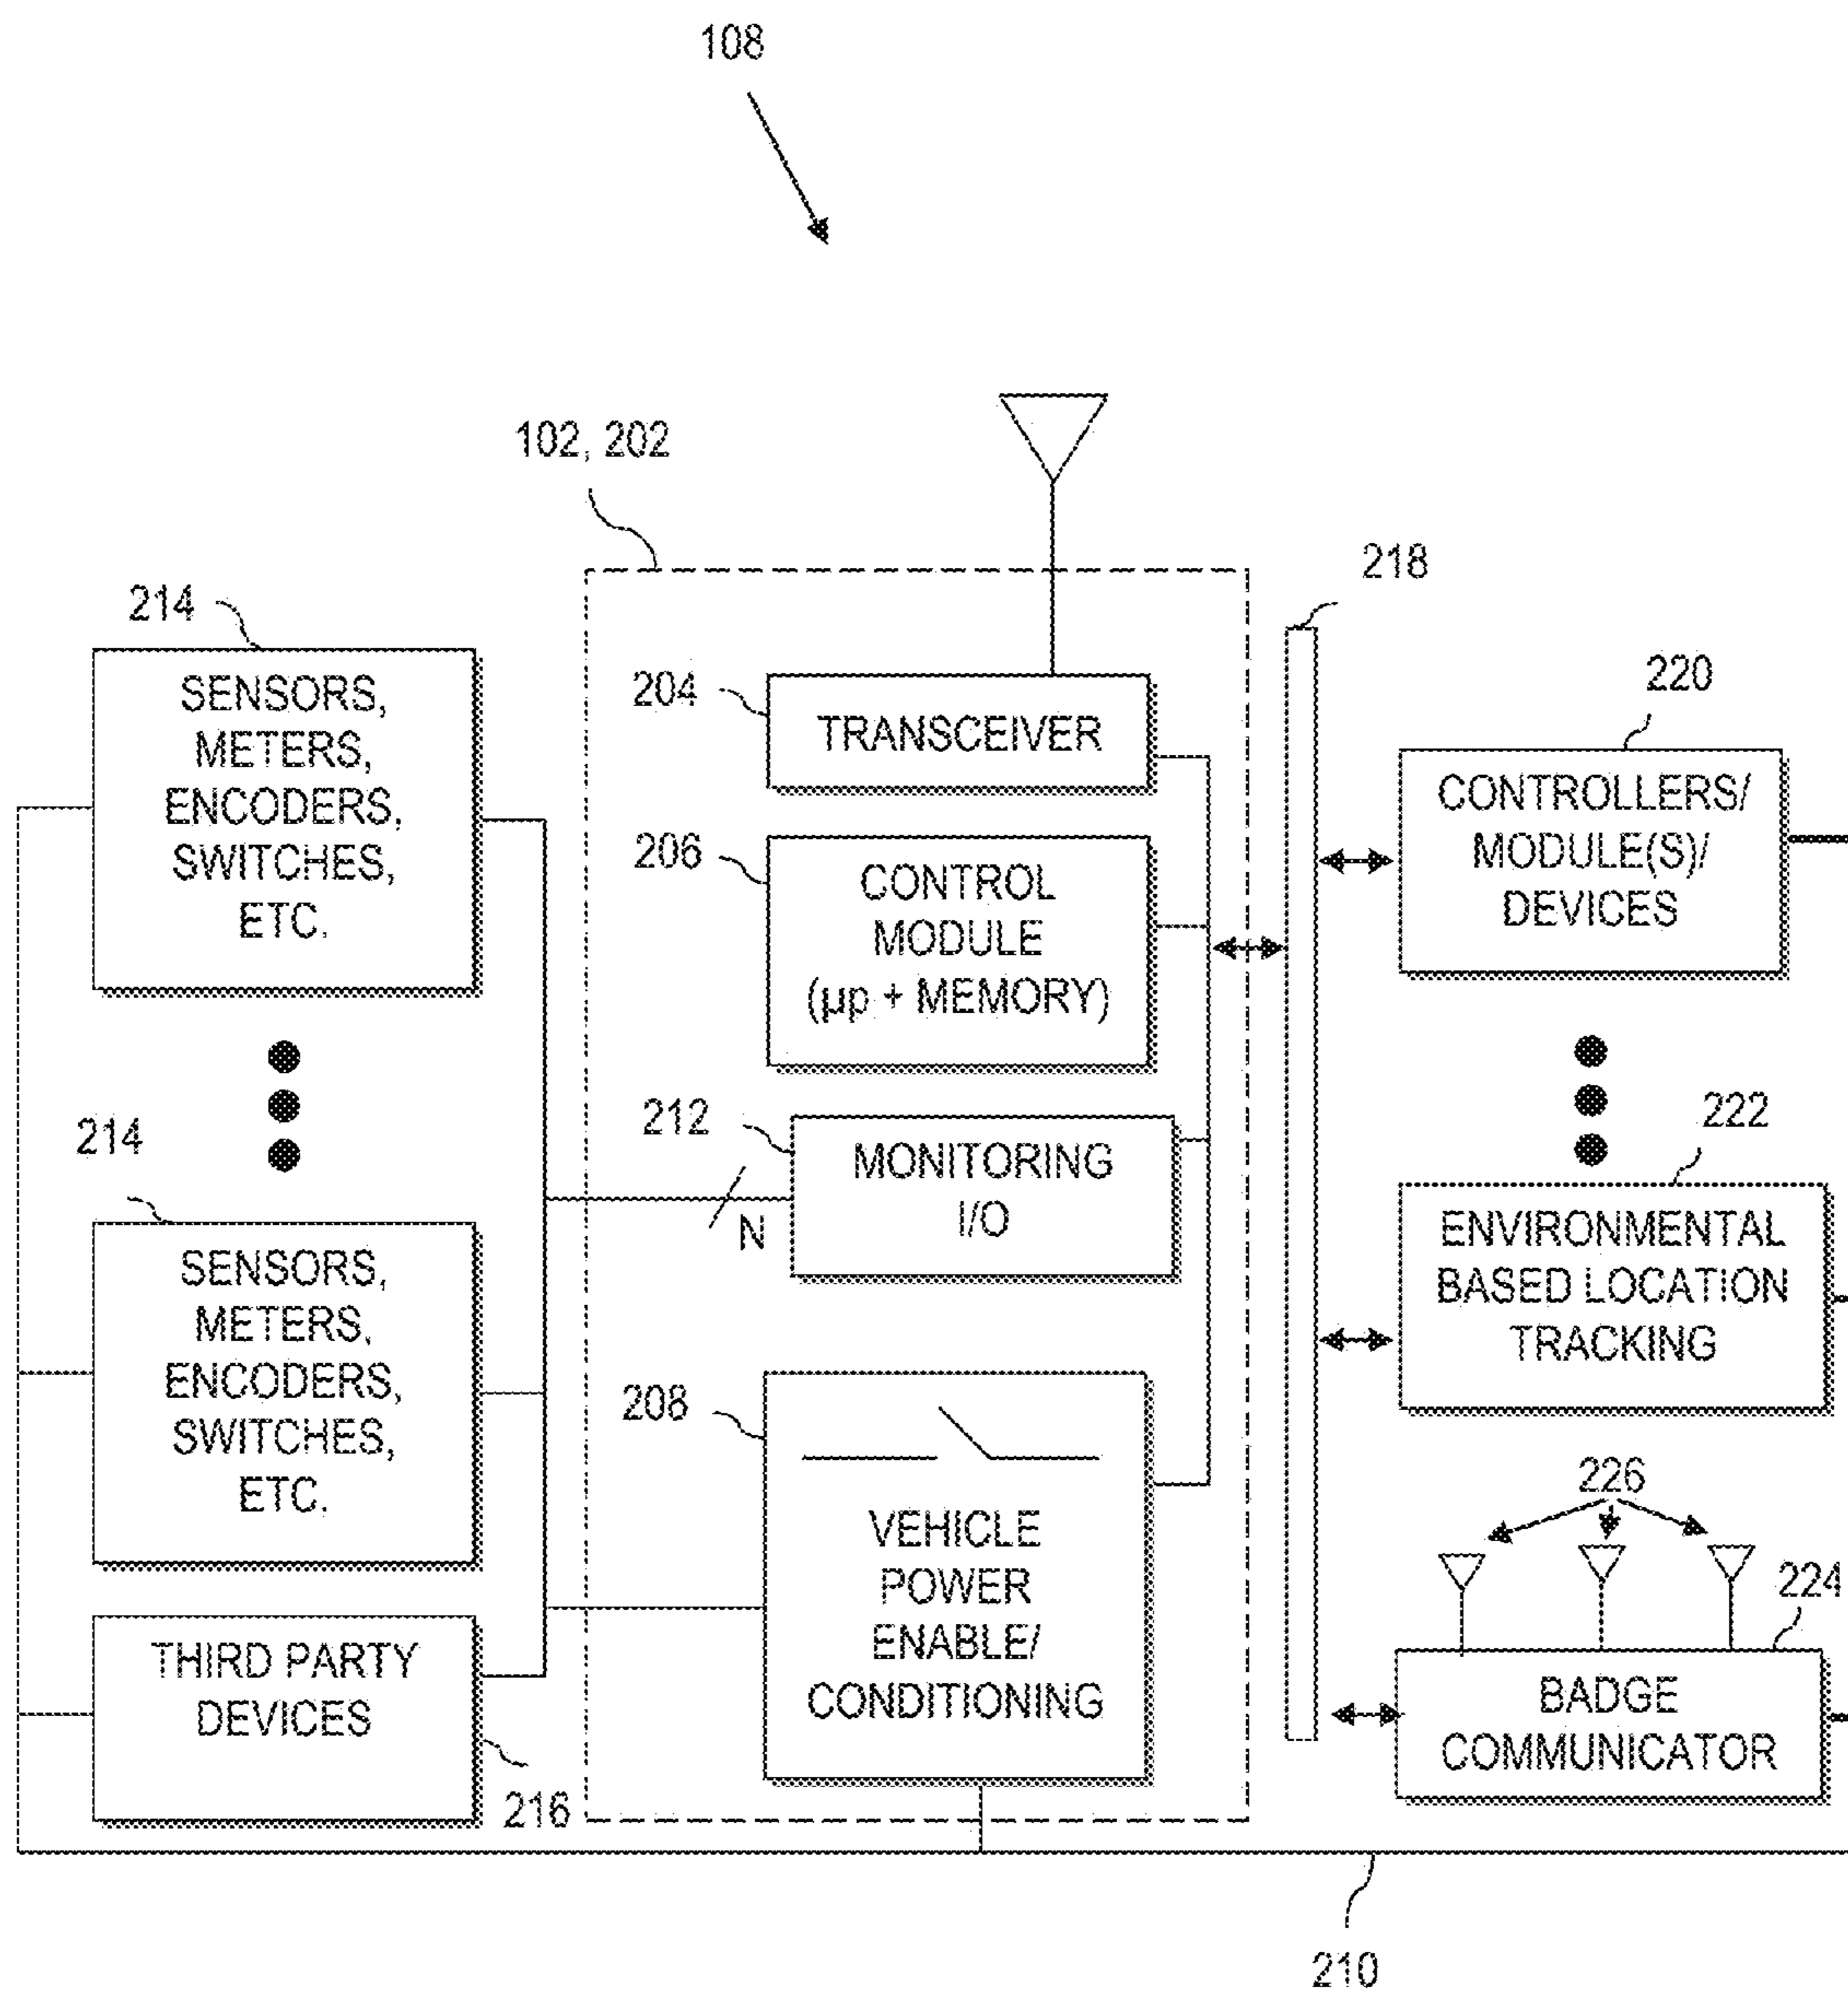 108
102, 202
214
SENSORS,
METERS,
ENCODERS,
SWITCHES,
ETC.
214
SENSORS,
METERS,
ENCODERS,
SWITCHES,
ETC.
THIRD PARTY
DEVICES
216
204
TRANSCEIVER
206
CONTROL
MODULE
(µp + MEMORY)
212
MONITORING
I/O
N
208
VEHICLE
POWER
ENABLE/
CONDITIONING
218
220
CONTROLLERS/
MODULE(S)/
DEVICES
222
ENVIRONMENTAL
BASED LOCATION
TRACKING
226
224
BADGE
COMMUNICATOR
210